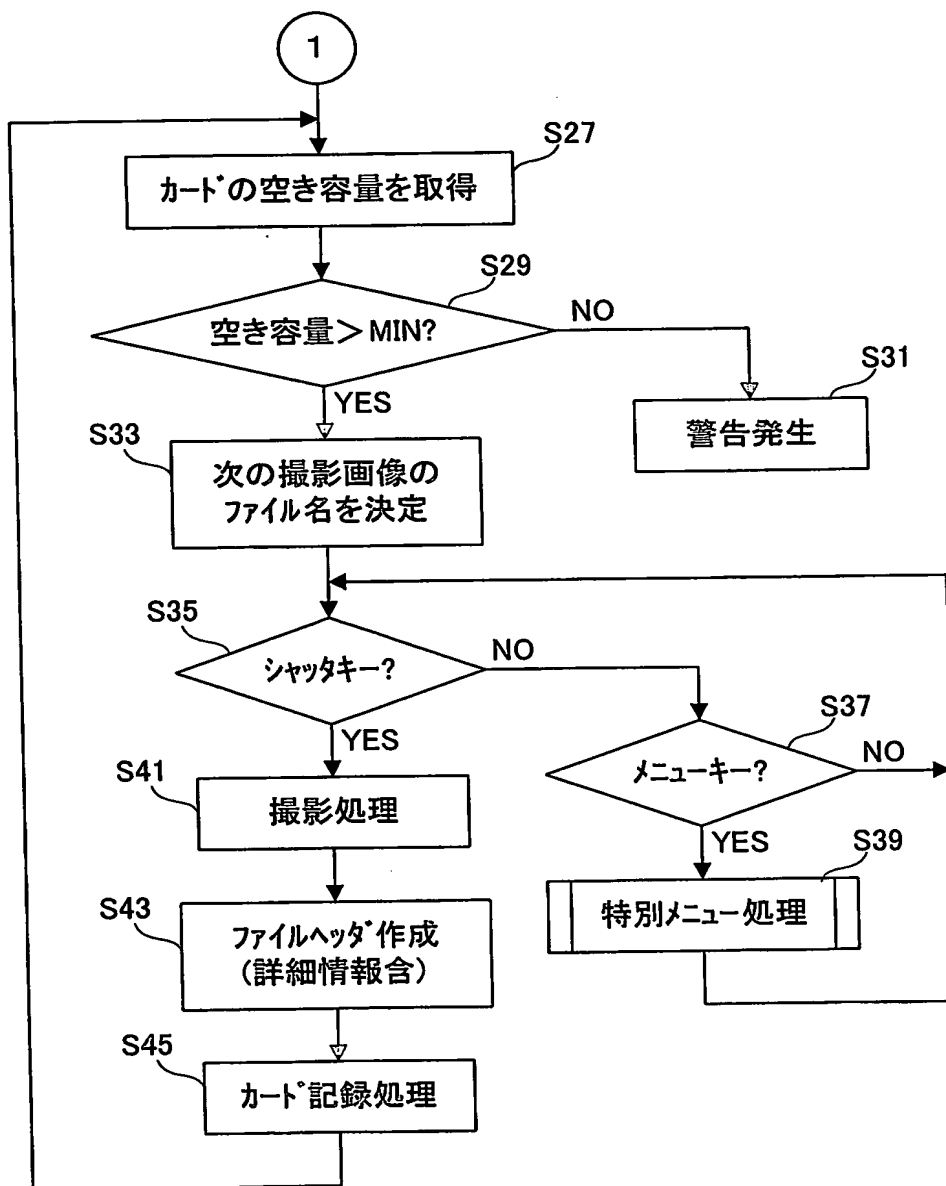 1
S27
カードの空き容量を取得
S29
空き容量＞MIN?
NO
YES
S31
警告発生
S33
次の撮影画像の
ファイル名を決定
S35
シャッタキー?
NO
YES
S37
メニューキー?
NO
YES
S39
特別メニュー処理
S41
撮影処理
S43
ファイルヘッダ作成
(詳細情報含)
S45
カード記録処理